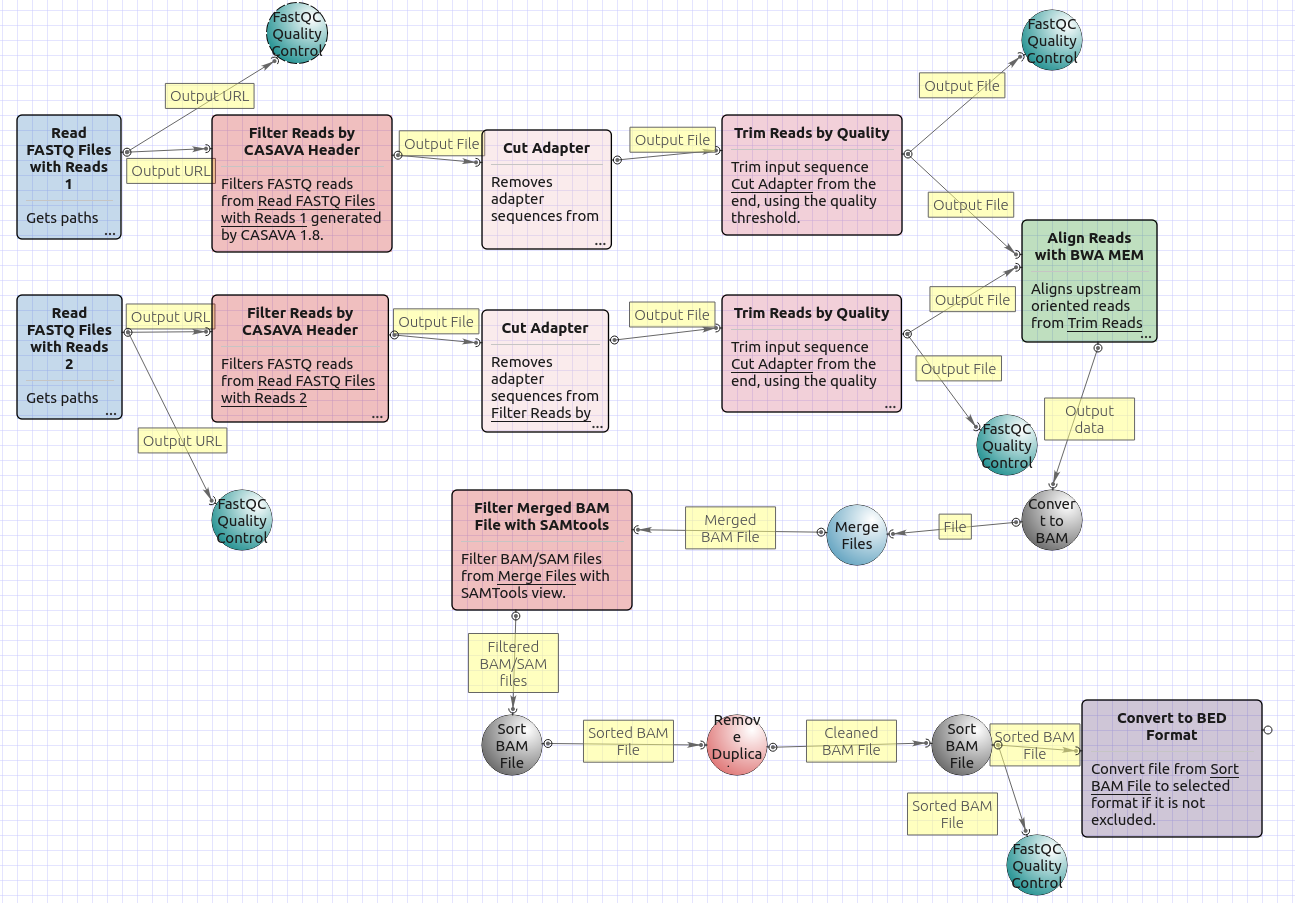 FastQC
Quality
Control
Output URL
Read
FASTQ Files
with Reads
1
Gets paths
...
Output URL
Filter Reads by
CASAVA Header
Filters FASTQ reads
from Read FASTQ Files
with Reads 1 generated
by CASAVA 1.8.
Output File
Cut Adapter
Removes
adapter
sequences from
...
Output File
Trim Reads by Quality
Trim input sequence
Cut Adapter from the
end, using the quality
threshold.
Output File
FastQC
Quality
Control
Output File
Align Reads
with BWA MEM
Aligns upstream
oriented reads
from Trim Reads
...
Read
FASTQ Files
with Reads
2
Gets paths
...
Output URL
Filter Reads by
CASAVA Header
Filters FASTQ reads
from Read FASTQ Files
with Reads 2
...
Output File
Cut Adapter
Removes
adapter
sequences from
Filter Reads by
...
Output File
Trim Reads by Quality
Trim input sequence
Cut Adapter from the
end, using the quality
...
Output File
Output File
FastQC
Quality
Control
Output URL
FastQC
Quality
Control
Output
data
Conver
t to
BAM
File
Merge
Files
Merged
BAM File
Filter Merged BAM
File with SAMtools
Filter BAM/SAM files
from Merge Files with
SAMTools view.
Filtered
BAM/SAM
files
Sort
BAM
File
Sorted BAM
File
Remov
e
Duplica
Cleaned
BAM File
Sort
BAM
File
Sorted BAM
File
Convert to BED
Format
Convert file from Sort
BAM File to selected
format if it is not
excluded.
Sorted BAM
File
FastQC
Quality
Control